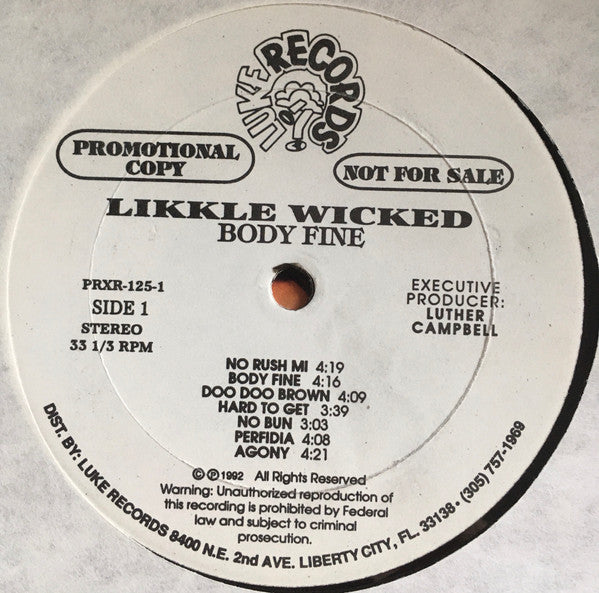 LUKE RECORDS
PROMOTIONAL
COPY
NOT FOR SALE
LIKKLE WICKED
BODY FINE
PRXR-125-1
SIDE 1
STEREO
33 1/3 RPM
EXECUTIVE
PRODUCER:
LUTHER
CAMPBELL
NO RUSH MI 4:19
BODY FINE 4:16
DOO DOO BROWN 4:09
HARD TO GET 3:39
NO BUN 3:03
PERFIDIA 4:08
AGONY 4:21
© ℗ 1992 All Rights Reserved
Warning: Unauthorized reproduction of
this recording is prohibited by Federal
law and subject to criminal
prosecution.
DIST. BY: LUKE RECORDS 8400 N.E. 2nd AVE. LIBERTY CITY, FL. 33138 - (305) 757-1969